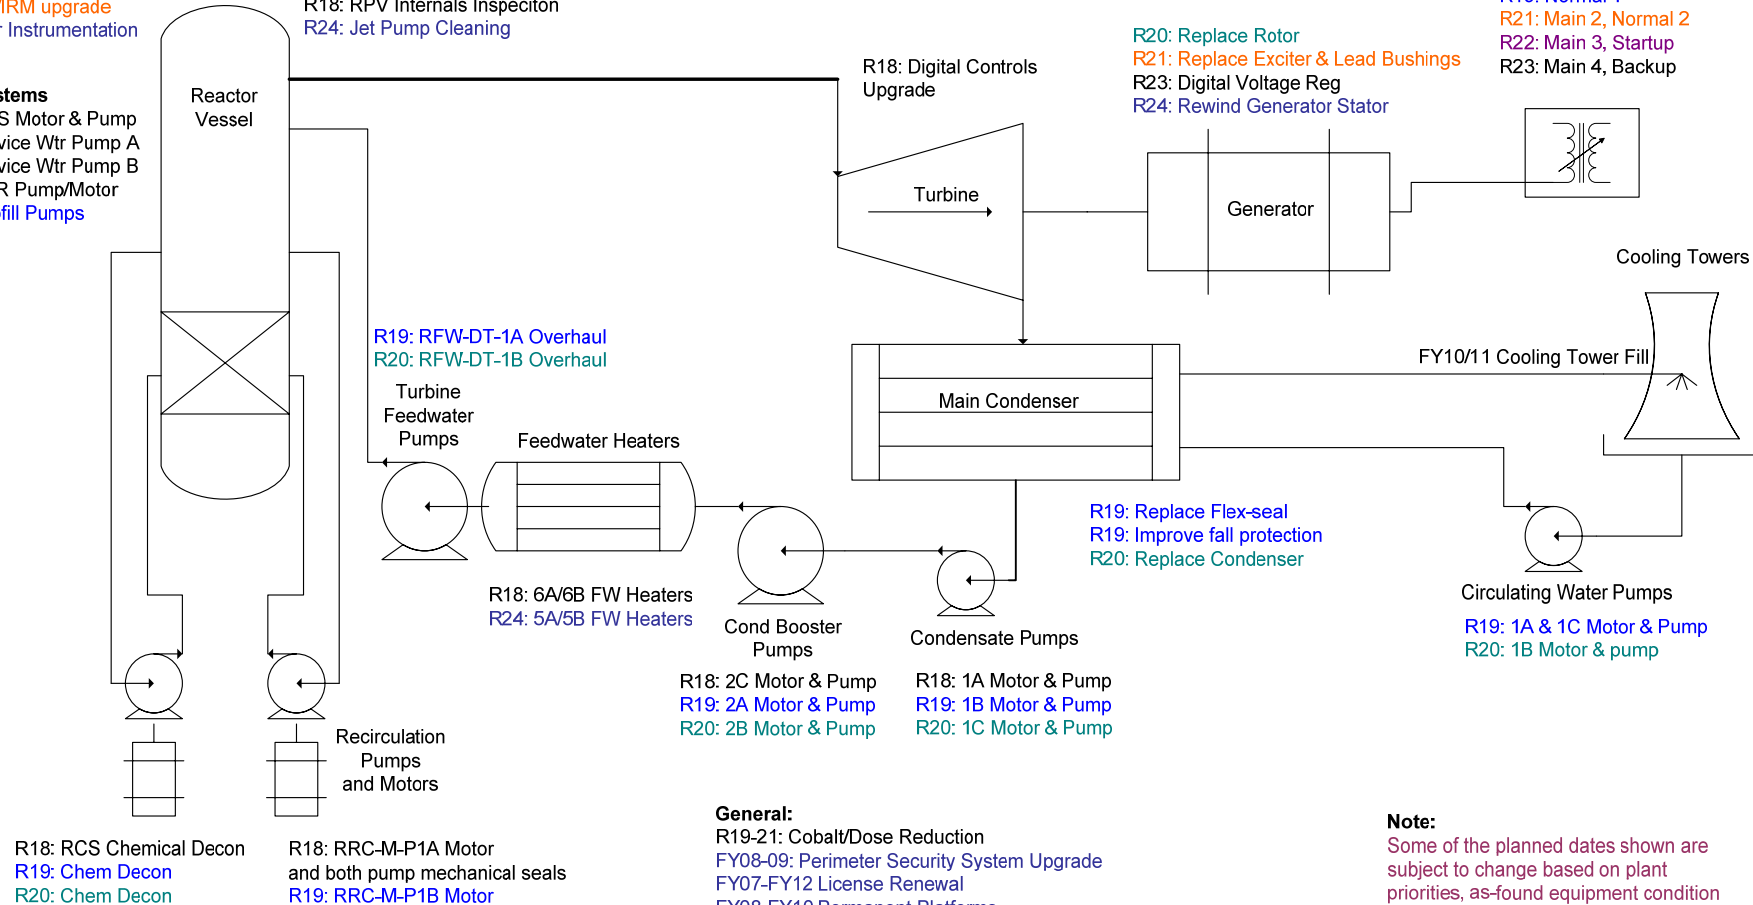 IRM upgrade
r Instrumentation
R18: RPV Internals Inspeciton
R24: Jet Pump Cleaning
stems
S Motor & Pump
vice Wtr Pump A
vice Wtr Pump B
R Pump/Motor
fill Pumps
Reactor
Vessel
R18: Digital Controls
Upgrade
R20: Replace Rotor
R21: Replace Exciter & Lead Bushings
R23: Digital Voltage Reg
R24: Rewind Generator Stator
R21: Main 2, Normal 2
R22: Main 3, Startup
R23: Main 4, Backup
Turbine
Generator
Cooling Towers
R19: RFW-DT-1A Overhaul
R20: RFW-DT-1B Overhaul
Turbine
Feedwater
Pumps
Feedwater Heaters
Main Condenser
FY10/11 Cooling Tower Fill
R19: Replace Flex-seal
R19: Improve fall protection
R20: Replace Condenser
R18: 6A/6B FW Heaters
R24: 5A/5B FW Heaters
Cond Booster
Pumps
R18: 2C Motor & Pump
R19: 2A Motor & Pump
R20: 2B Motor & Pump
Condensate Pumps
R18: 1A Motor & Pump
R19: 1B Motor & Pump
R20: 1C Motor & Pump
Circulating Water Pumps
R19: 1A & 1C Motor & Pump
R20: 1B Motor & pump
Recirculation
Pumps
and Motors
R18: RCS Chemical Decon
R19: Chem Decon
R20: Chem Decon
R18: RRC-M-P1A Motor
and both pump mechanical seals
R19: RRC-M-P1B Motor
General:
R19-21: Cobalt/Dose Reduction
FY08-09: Perimeter Security System Upgrade
FY07-FY12 License Renewal
FY08-FY10 Permanent Platforms
Note:
Some of the planned dates shown are
subject to change based on plant
priorities, as-found equipment condition